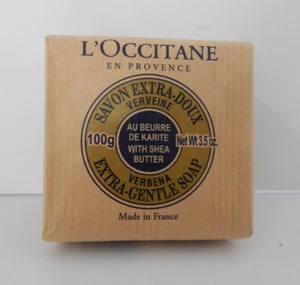 L'OCCITANE
EN PROVENCE
SAVON EXTRA-DOUX
VERVEINE
100g
AU BEURRE
DE KARITE
WITH SHEA
BUTTER
Net Wt 3.5 oz.
VERBENA
EXTRA-GENTLE SOAP
Made in France